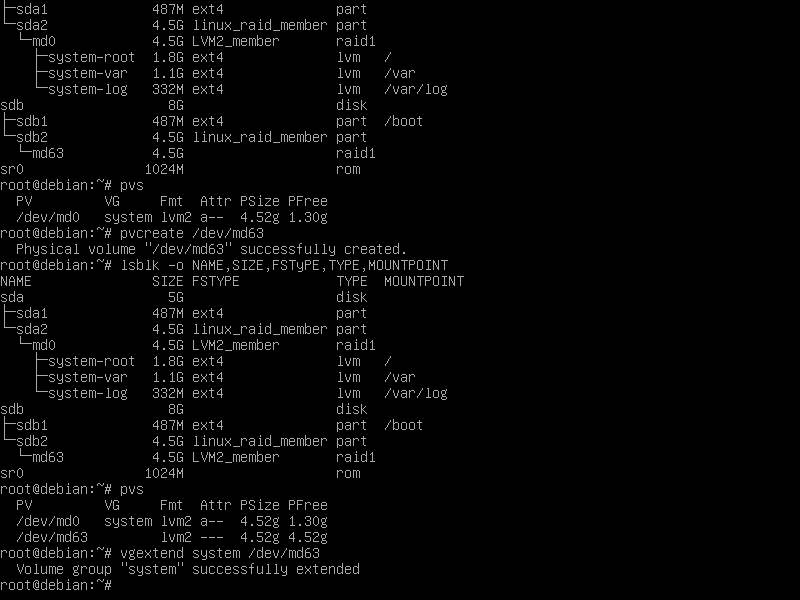 ├─sda1             487M ext4              part
└─sda2             4.5G linux_raid_member part
  └─md0            4.5G LVM2_member       raid1
    ├─system-root  1.8G ext4              lvm   /
    ├─system-var   1.1G ext4              lvm   /var
    └─system-log   332M ext4              lvm   /var/log
sdb                  8G                   disk
├─sdb1             487M ext4              part  /boot
└─sdb2             4.5G linux_raid_member part
  └─md63           4.5G                   raid1
sr0               1024M                   rom
root@debian:~# pvs
  PV         VG     Fmt  Attr PSize PFree
  /dev/md0   system lvm2 a--  4.52g 1.30g
root@debian:~# pvcreate /dev/md63
  Physical volume "/dev/md63" successfully created.
root@debian:~# lsblk -o NAME,SIZE,FSTyPE,TYPE,MOUNTPOINT
NAME               SIZE FSTYPE            TYPE  MOUNTPOINT
sda                  5G                   disk
├─sda1             487M ext4              part
└─sda2             4.5G linux_raid_member part
  └─md0            4.5G LVM2_member       raid1
    ├─system-root  1.8G ext4              lvm   /
    ├─system-var   1.1G ext4              lvm   /var
    └─system-log   332M ext4              lvm   /var/log
sdb                  8G                   disk
├─sdb1             487M ext4              part  /boot
└─sdb2             4.5G linux_raid_member part
  └─md63           4.5G LVM2_member       raid1
sr0               1024M                   rom
root@debian:~# pvs
  PV         VG     Fmt  Attr PSize PFree
  /dev/md0   system lvm2 a--  4.52g 1.30g
  /dev/md63         lvm2 ---  4.52g 4.52g
root@debian:~# vgextend system /dev/md63
  Volume group "system" successfully extended
root@debian:~#